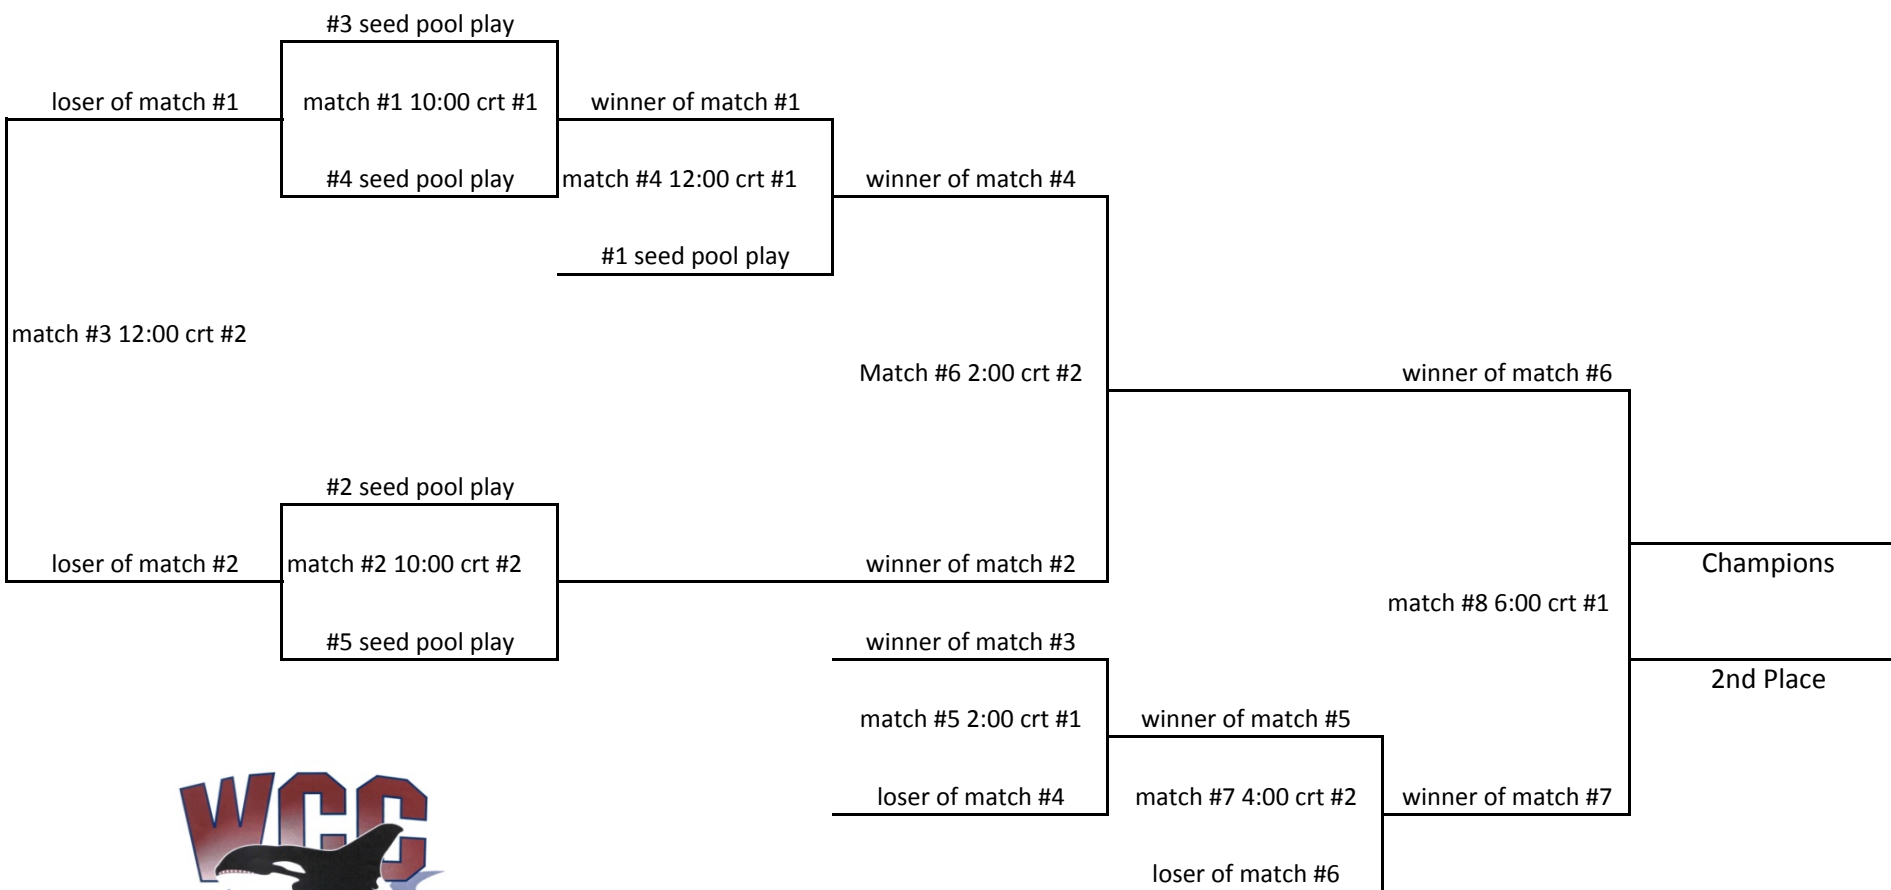 #3 seed pool play
loser of match #1
match #1 10:00 crt #1
winner of match #1
#4 seed pool play
match #4 12:00 crt #1
winner of match #4
#1 seed pool play
match #3 12:00 crt #2
Match #6 2:00 crt #2
winner of match #6
#2 seed pool play
loser of match #2
match #2 10:00 crt #2
winner of match #2
Champions
match #8 6:00 crt #1
#5 seed pool play
winner of match #3
2nd Place
match #5 2:00 crt #1
winner of match #5
loser of match #4
match #7 4:00 crt #2
winner of match #7
loser of match #6
WCC